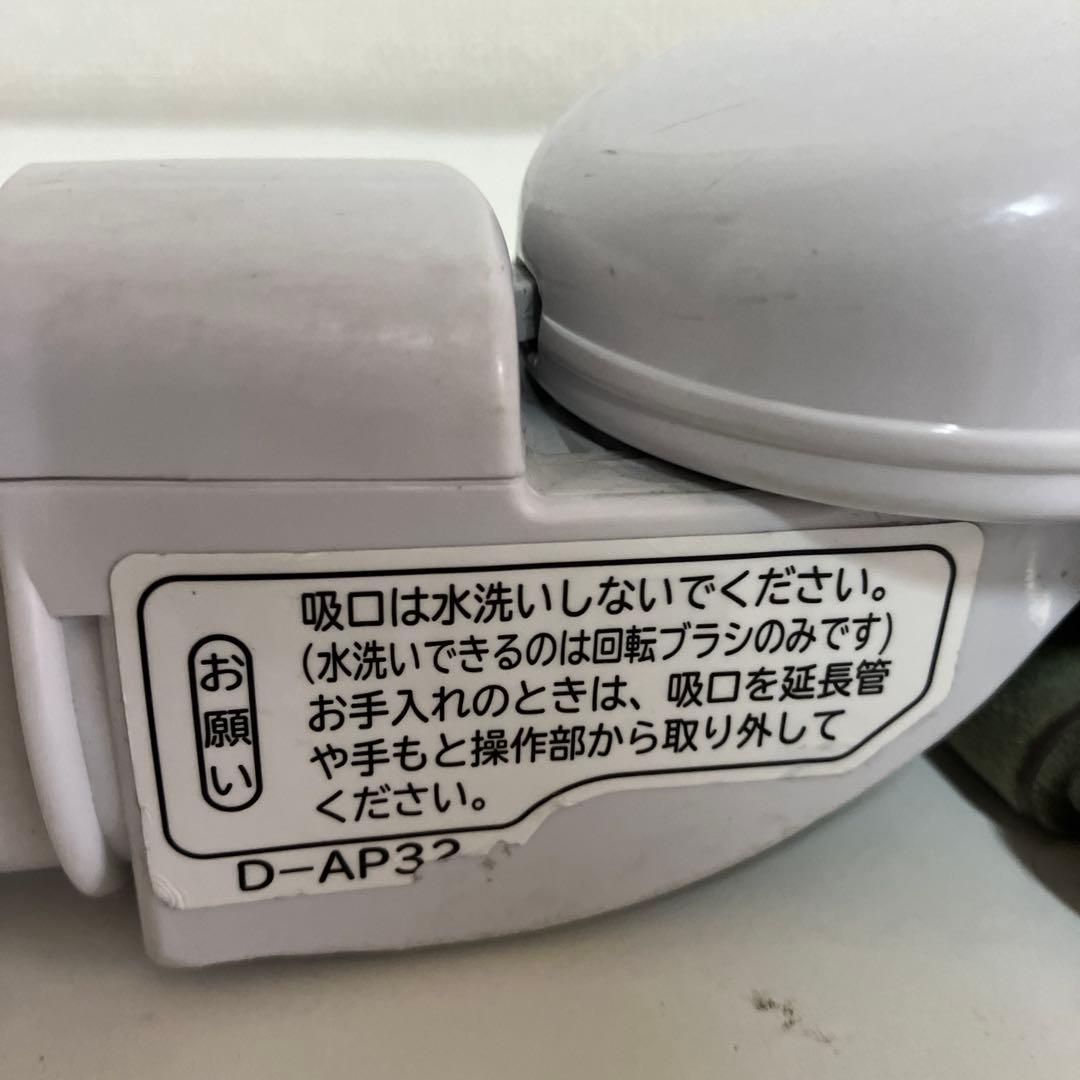 お願い
吸口は水洗いしないでください。
(水洗いできるのは回転ブラシのみです)
お手入れのときは、吸口を延長管
や手もと操作部から取り外して
ください。
D-AP32